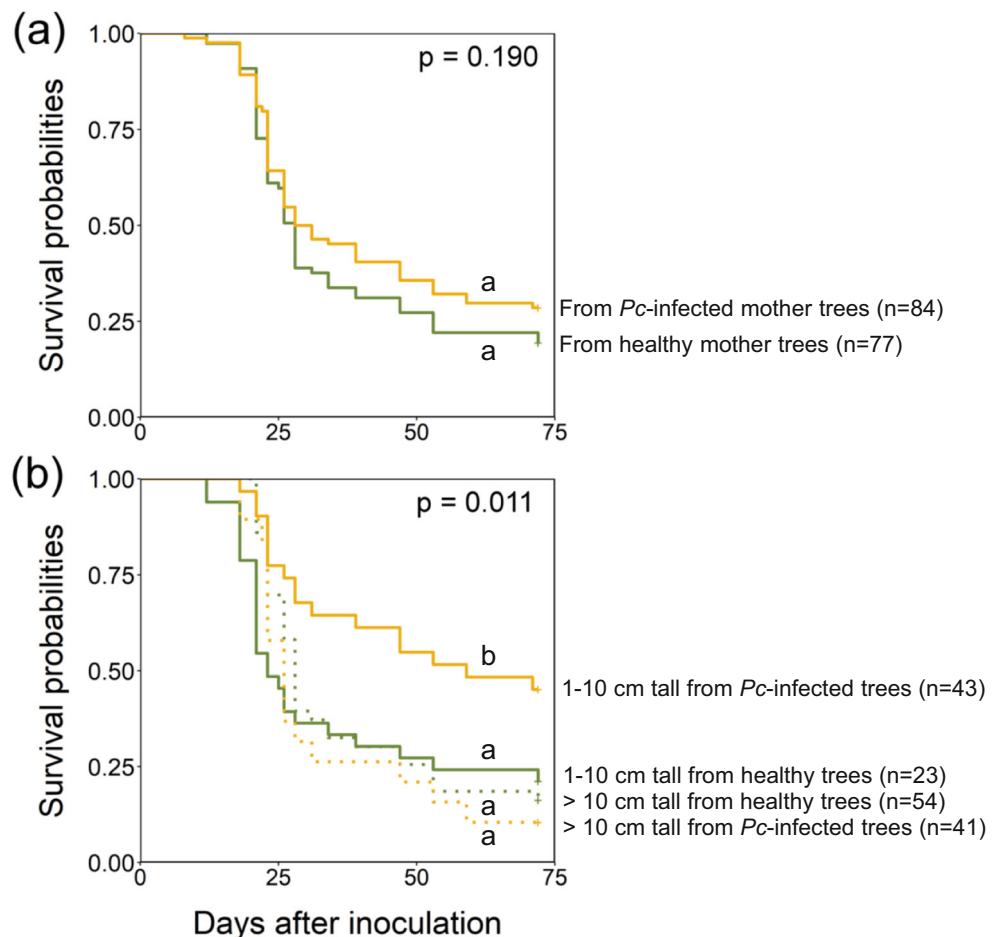 (a)
p = 0.190
Survival probabilities
1.00
0.75
0.50
0.25
0.00
a
a
From Pc-infected mother trees (n=84)
From healthy mother trees (n=77)
0 25 50 75
(b)
p = 0.011
Survival probabilities
1.00
0.75
0.50
0.25
0.00
b
a
a
a
1-10 cm tall from Pc-infected trees (n=43)
1-10 cm tall from healthy trees (n=23)
> 10 cm tall from healthy trees (n=54)
> 10 cm tall from Pc-infected trees (n=41)
0 25 50 75
Days after inoculation